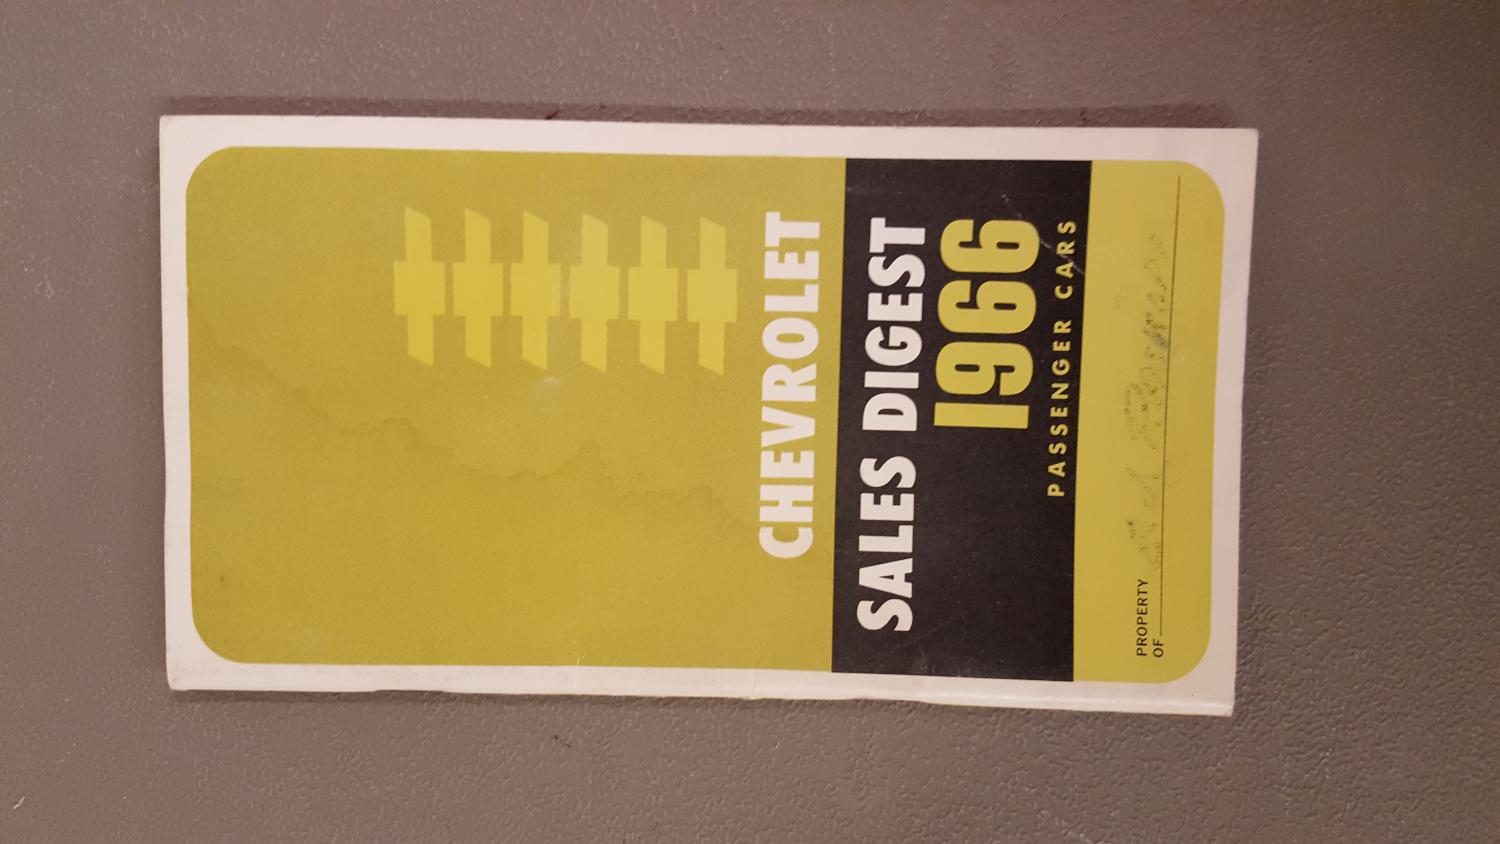 CHEVROLET
SALES DIGEST
1966
PASSENGER CARS
PROPERTY
OF